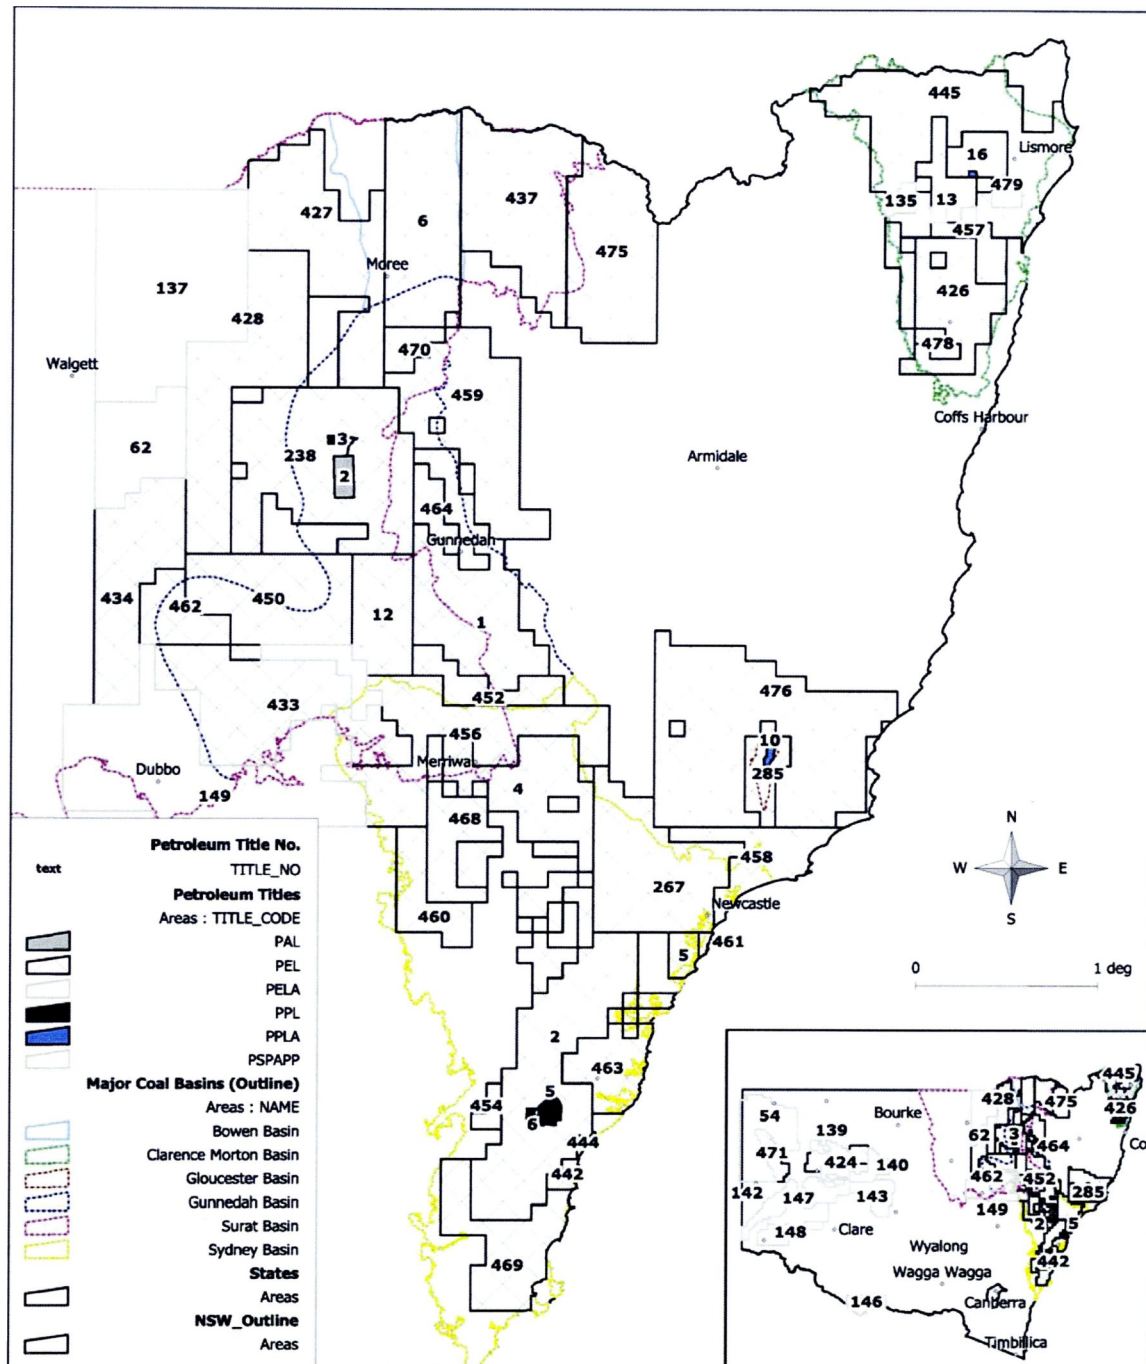 445
Lismore
16
427
6
437
135
13
479
475
457
Moree
137
428
426
470
478
Walgett
459
Coffs Harbour
62
3
238
2
Armidale
464
Gunnedah
434
462
450
12
1
476
452
433
456
10
Merriwa
Dubbo
285
149
4
468
458
267
460
Newcastle
461
5
2
463
454
5
6
444
442
469
N
W
E
S
0
1 deg
Petroleum Title No.
text
TITLE_NO
Petroleum Titles
Areas : TITLE_CODE
PAL
PEL
PELA
PPL
PPLA
PSPAPP
Major Coal Basins (Outline)
Areas : NAME
Bowen Basin
Clarence Morton Basin
Gloucester Basin
Gunnedah Basin
Surat Basin
Sydney Basin
States
Areas
NSW_Outline
Areas
445
428
475
54
Bourke
426
139
62
3
464
Co
471
424
140
462
452
142
147
143
285
149
148
Clare
2
5
Wyalong
442
Wagga Wagga
Canberra
146
Timbillica